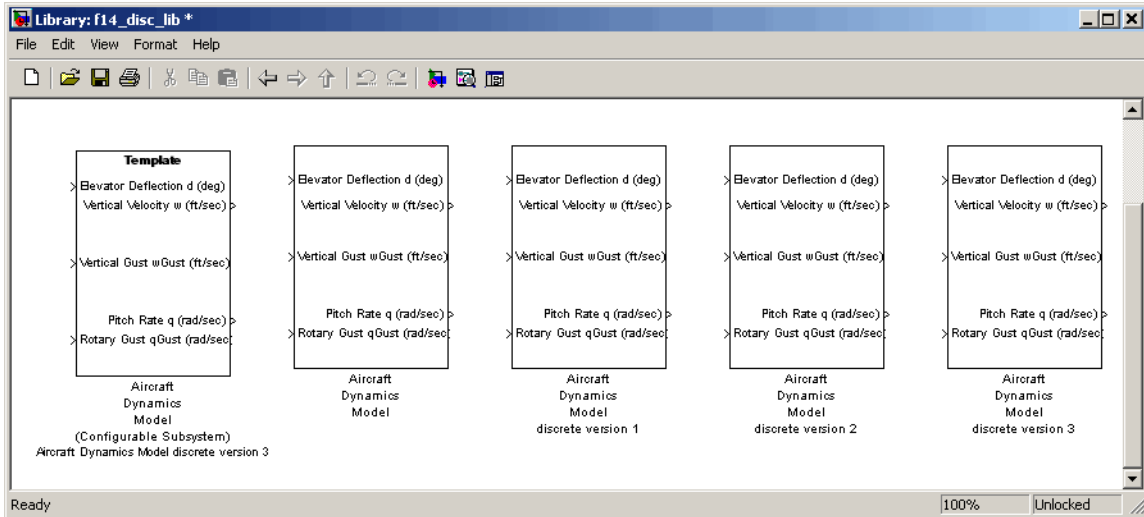 Library: f14_disc_lib *
File Edit View Format Help
Template
Elevator Deflection d (deg)
Vertical Velocity w (ft/sec)
Vertical Gust wGust (ft/sec)
Pitch Rate q (rad/sec)
Rotary Gust qGust (rad/sec)
Aircraft
Dynamics
Model
(Configurable Subsystem)
Aircraft Dynamics Model discrete version 3
Elevator Deflection d (deg)
Vertical Velocity w (ft/sec)
Vertical Gust wGust (ft/sec)
Pitch Rate q (rad/sec)
Rotary Gust qGust (rad/sec)
Aircraft
Dynamics
Model
Elevator Deflection d (deg)
Vertical Velocity w (ft/sec)
Vertical Gust wGust (ft/sec)
Pitch Rate q (rad/sec)
Rotary Gust qGust (rad/sec)
Aircraft
Dynamics
Model
discrete version 1
Elevator Deflection d (deg)
Vertical Velocity w (ft/sec)
Vertical Gust wGust (ft/sec)
Pitch Rate q (rad/sec)
Rotary Gust qGust (rad/sec)
Aircraft
Dynamics
Model
discrete version 2
Elevator Deflection d (deg)
Vertical Velocity w (ft/sec)
Vertical Gust wGust (ft/sec)
Pitch Rate q (rad/sec)
Rotary Gust qGust (rad/sec)
Aircraft
Dynamics
Model
discrete version 3
Ready
100%
Unlocked